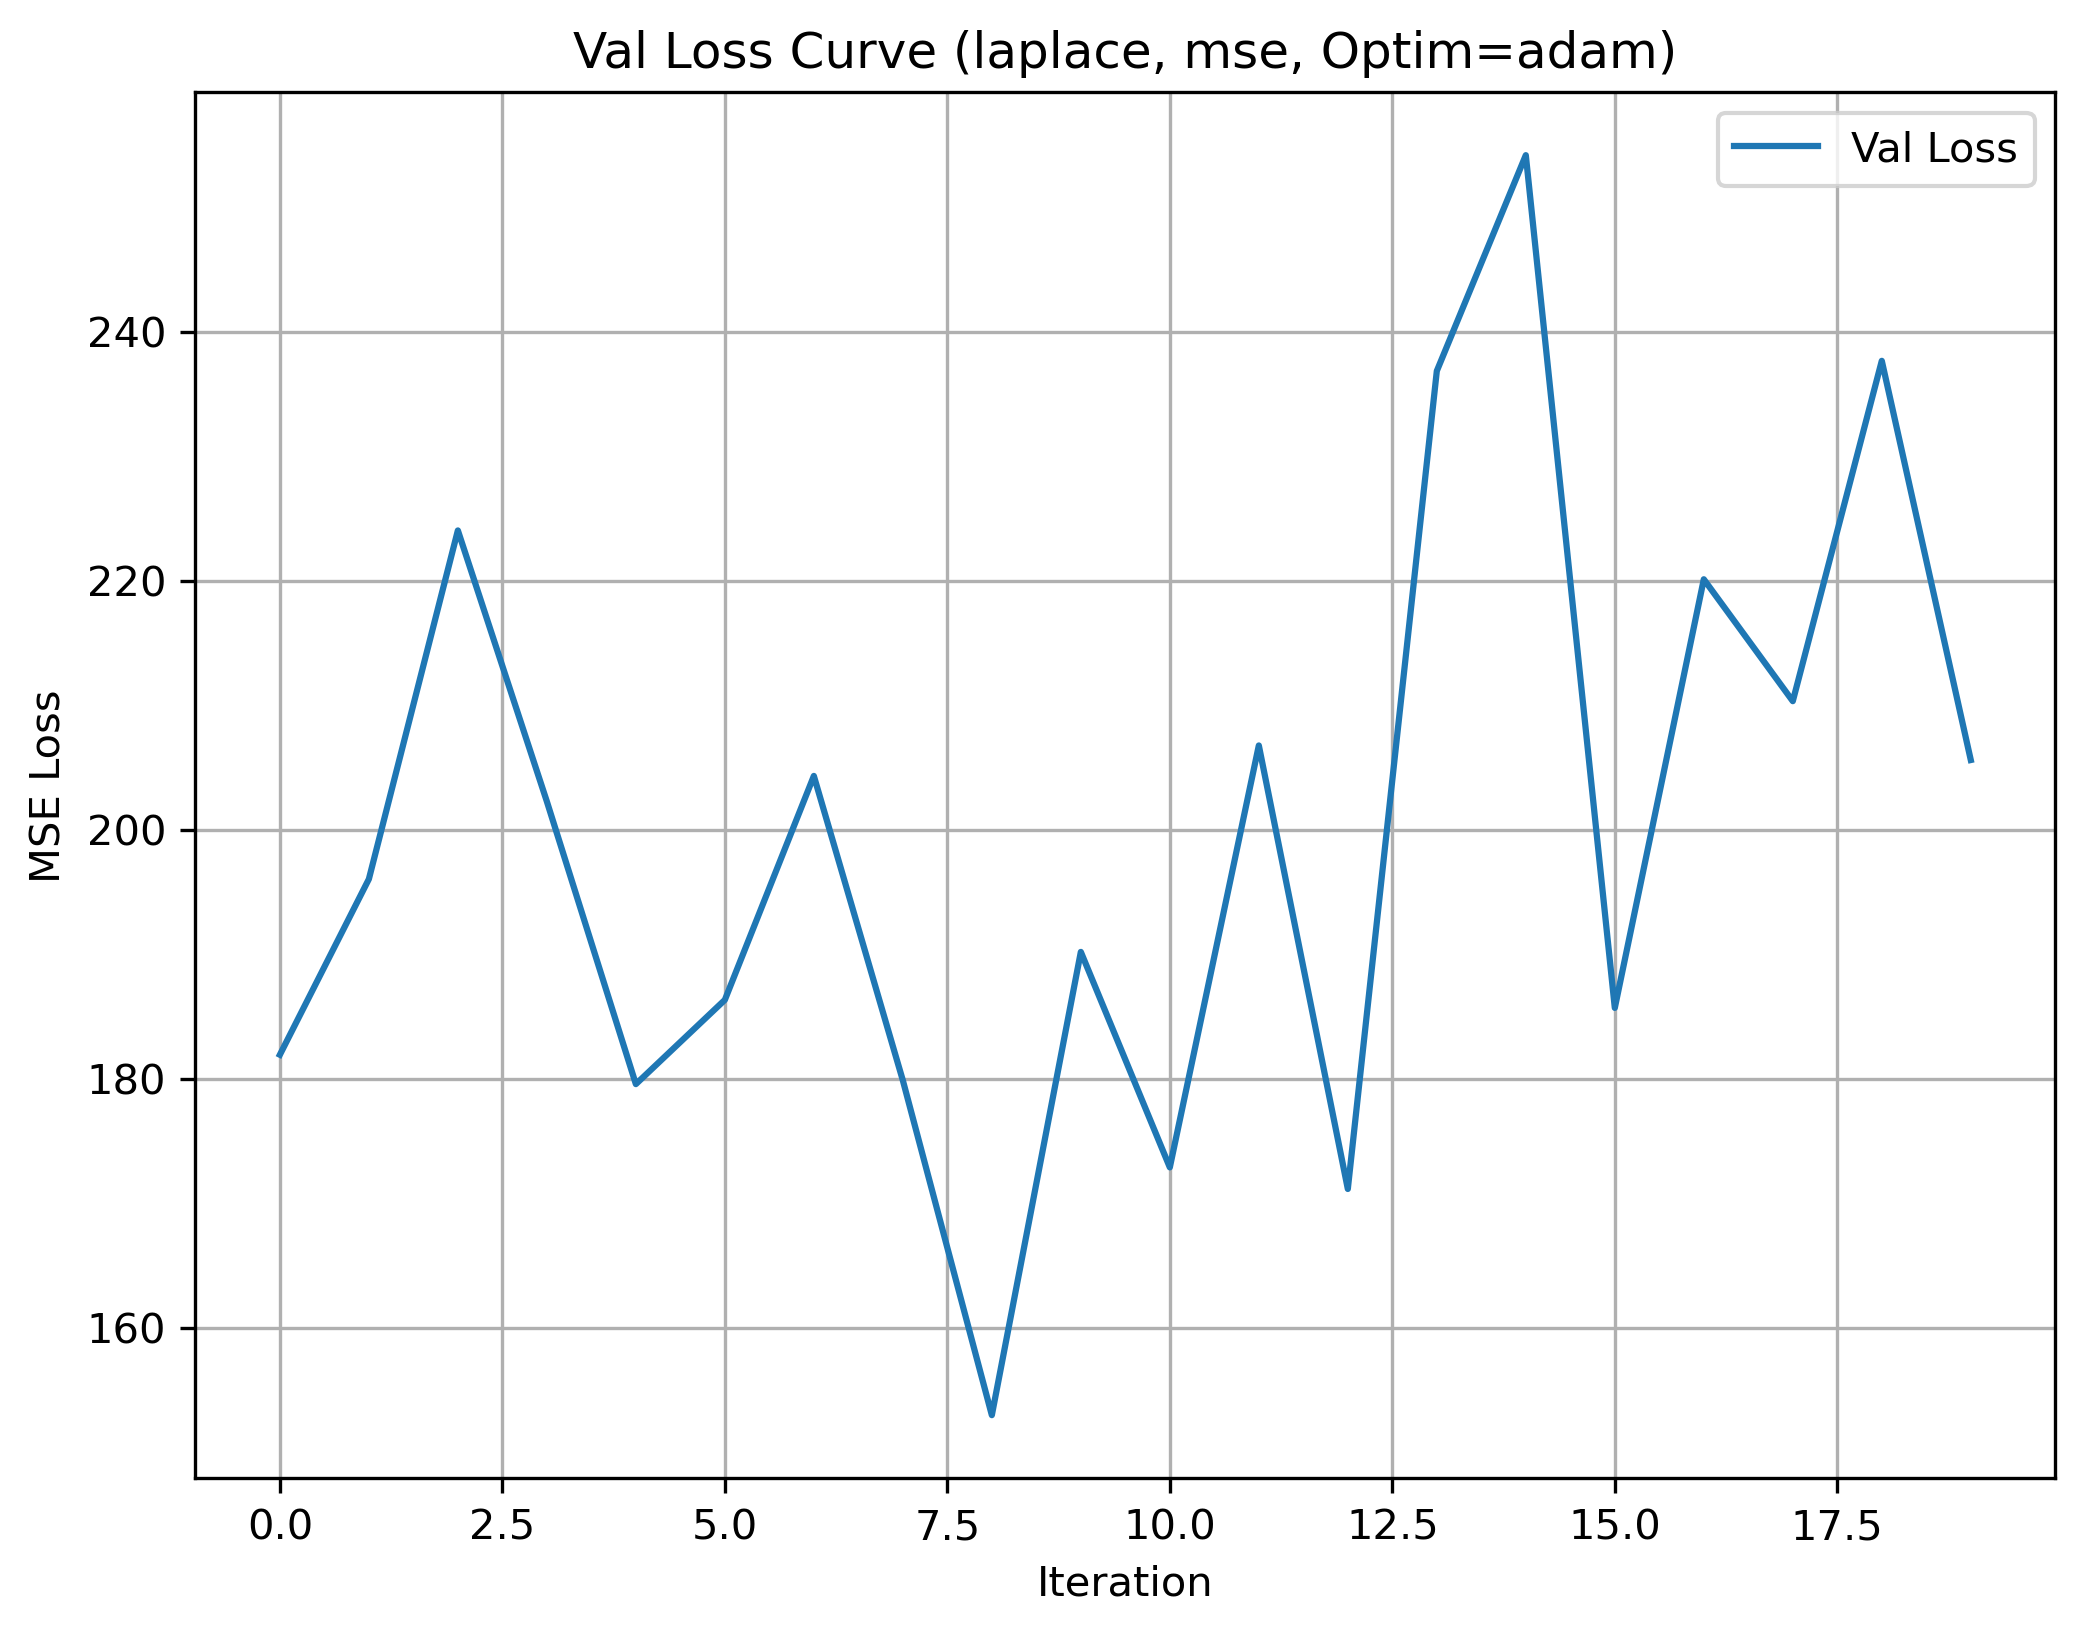 Val Loss Curve (laplace, mse, Optim=adam)
Val Loss
MSE Loss
240
220
200
180
160
0.0 2.5 5.0 7.5 10.0 12.5 15.0 17.5
Iteration